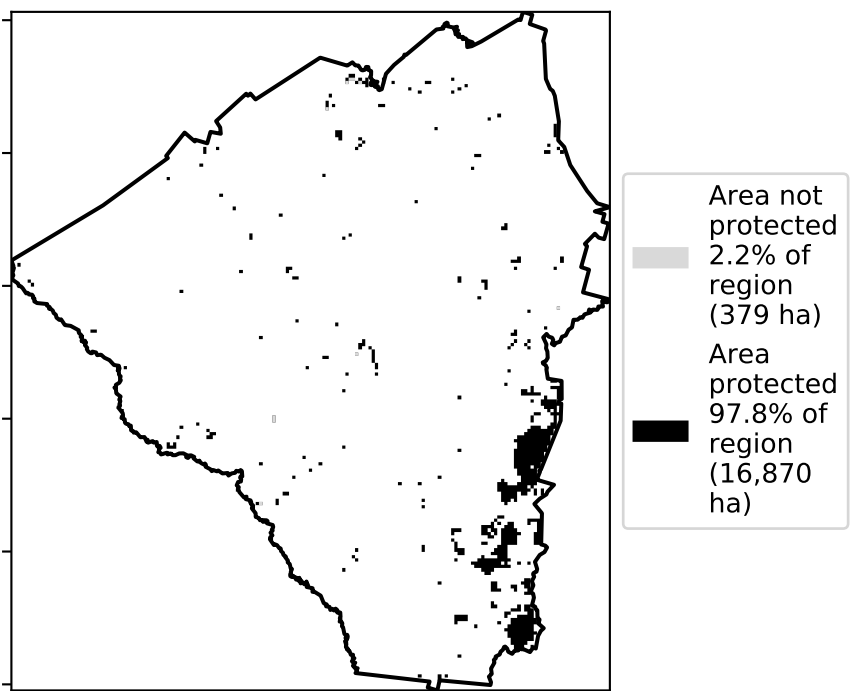 Area not
protected
2.2% of
region
(379 ha)
Area
protected
97.8% of
region
(16,870
ha)